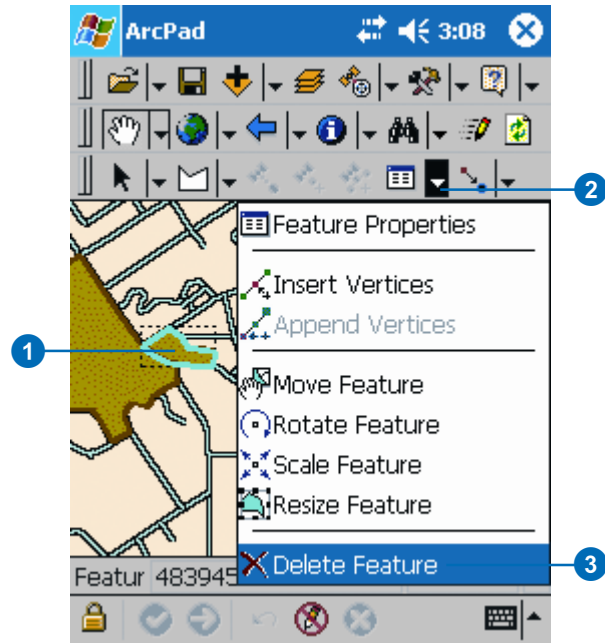 ArcPad 3:08
2
Feature Properties
Insert Vertices
Append Vertices
1
Move Feature
Rotate Feature
Scale Feature
Resize Feature
Delete Feature
3
Featur 483945